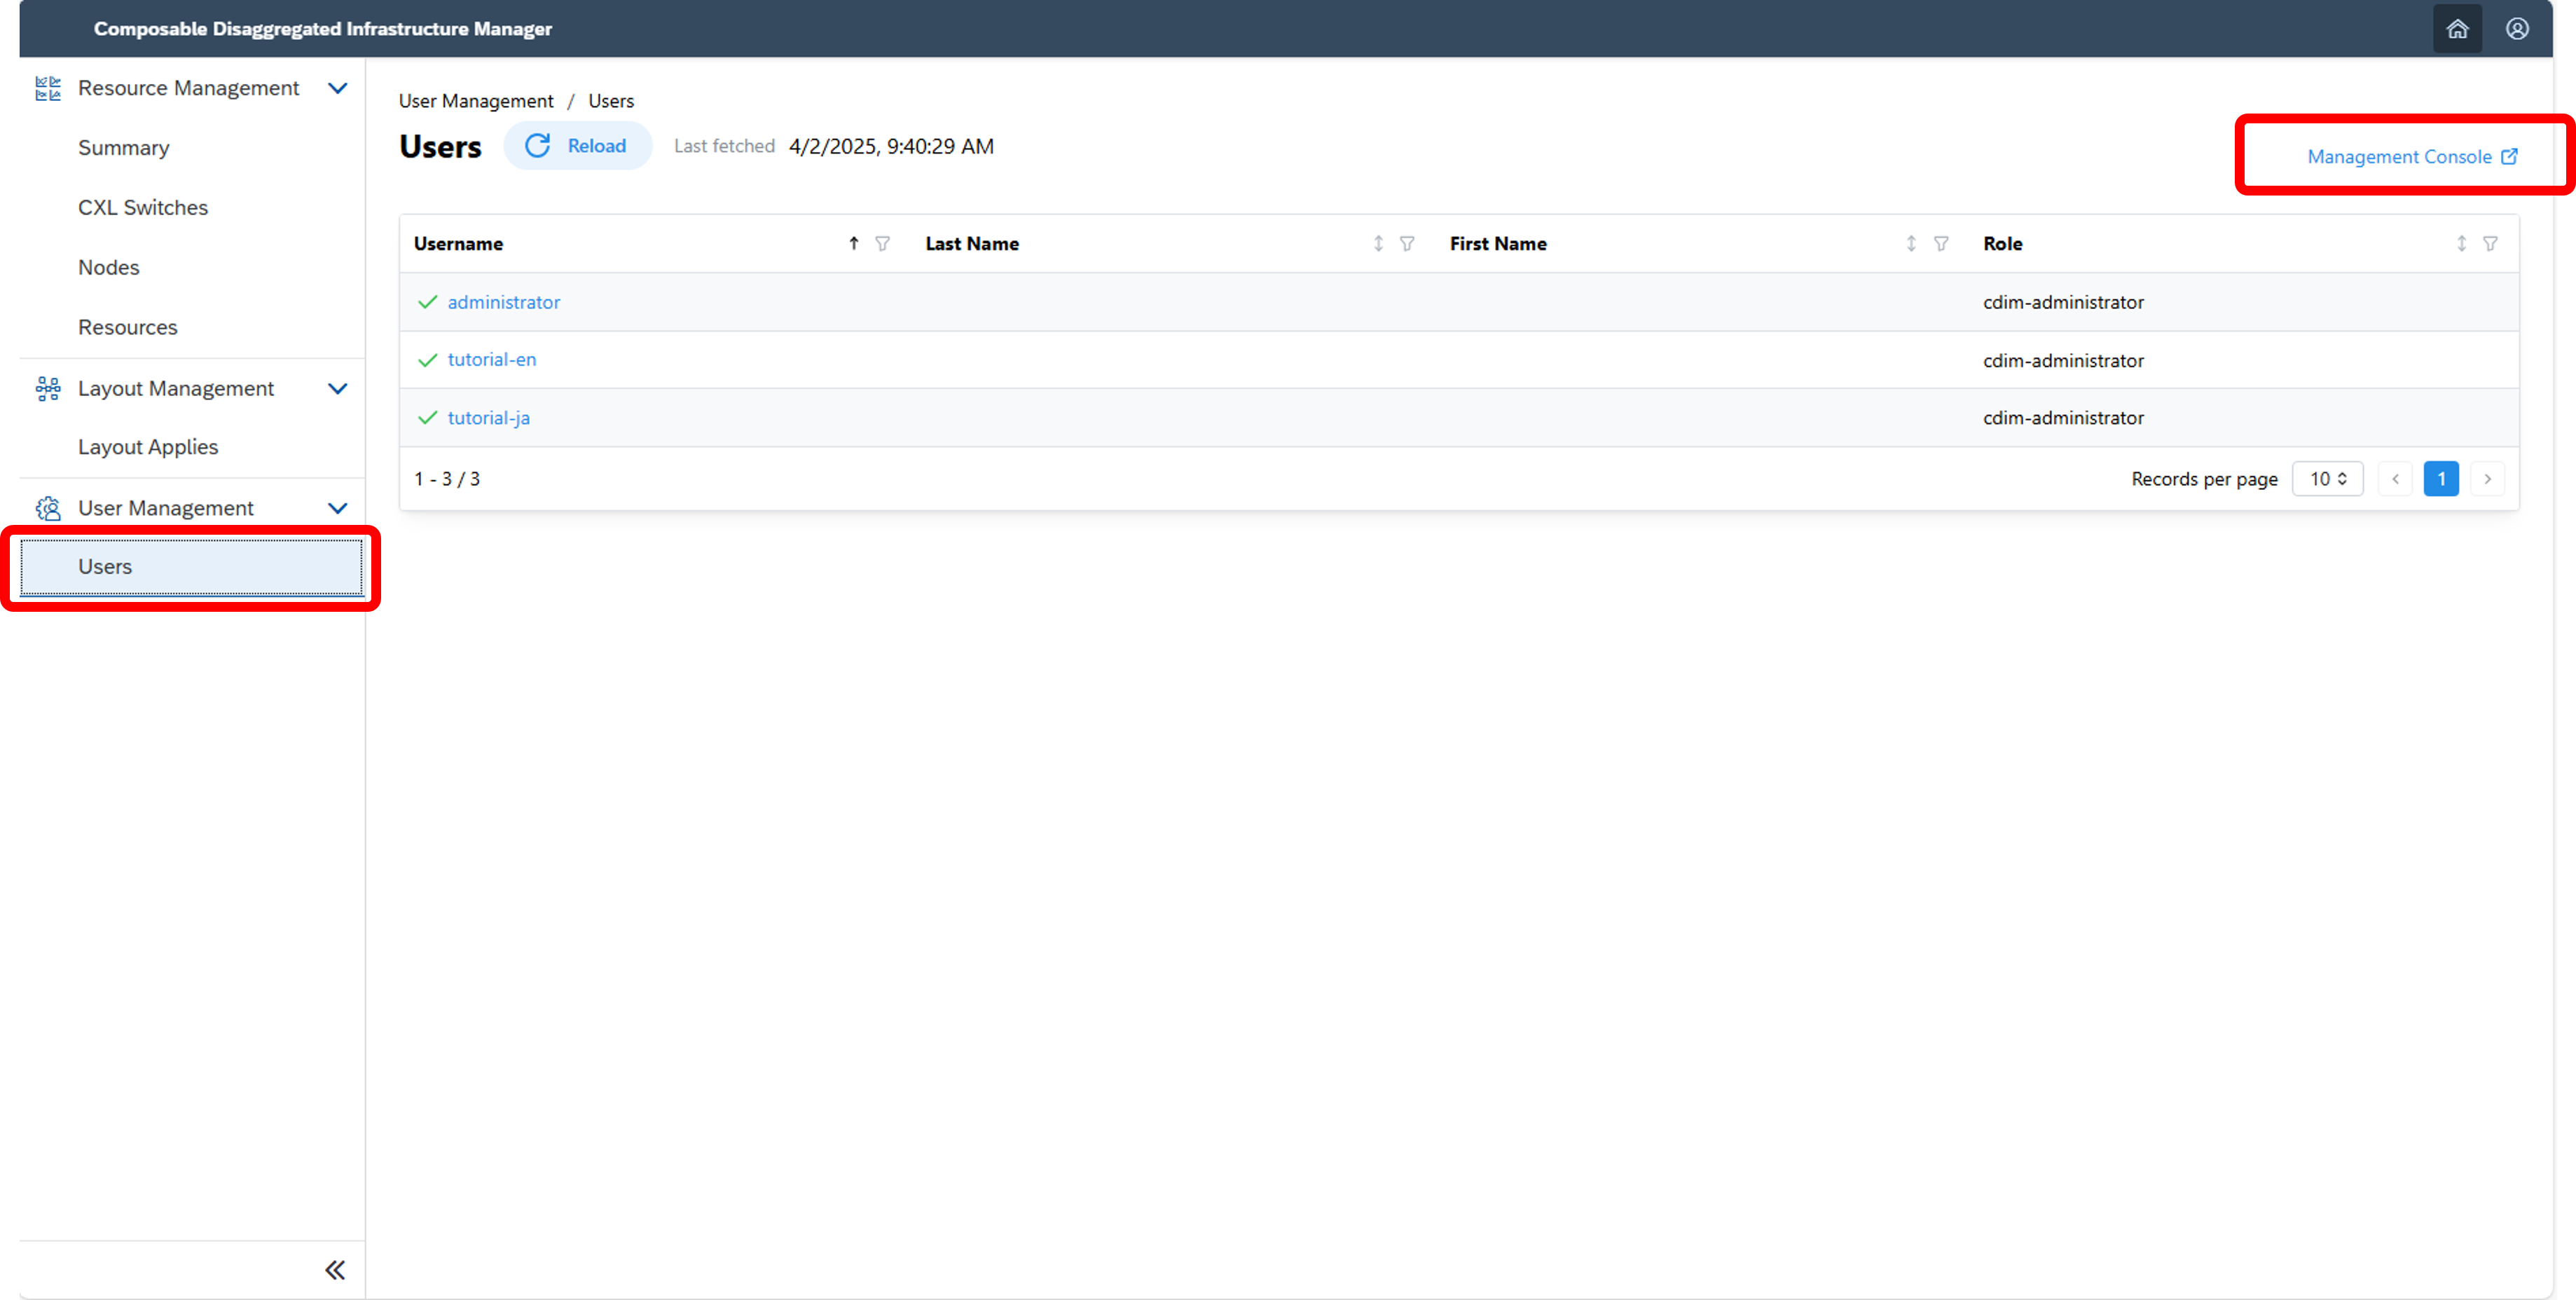 Composable Disaggregated Infrastructure Manager
Resource Management
Summary
CXL Switches
Nodes
Resources
Layout Management
Layout Applies
User Management
Users
User Management / Users
Users Reload Last fetched 4/2/2025, 9:40:29 AM
Management Console
Username Last Name First Name Role
administrator cdim-administrator
tutorial-en cdim-administrator
tutorial-ja cdim-administrator
1 - 3 / 3 Records per page 10 1